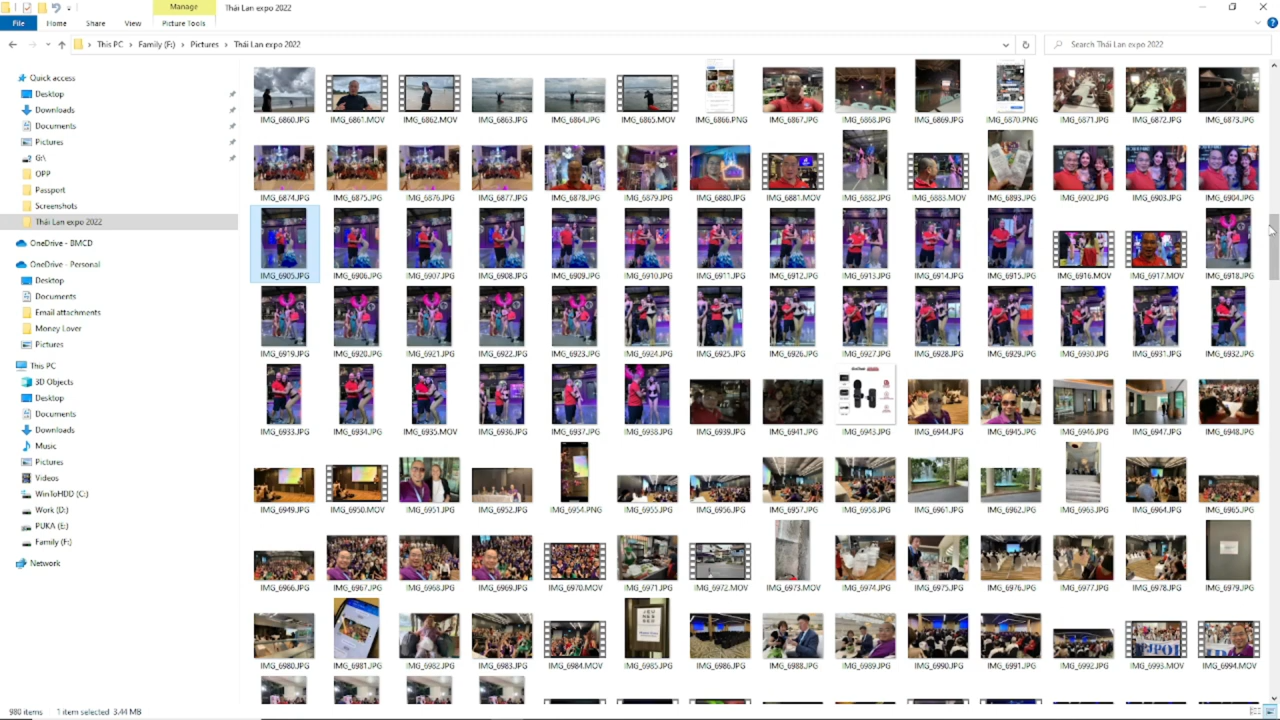 Manage
Thái Lan expo 2022
File
Home
Share
View
Picture Tools
This PC
Family (F:)
Pictures
Thái Lan expo 2022
Search Thái Lan expo 2022
Quick access
Desktop
Downloads
Documents
Pictures
G:\
OPP
Passport
Screenshots
Thái Lan expo 2022
OneDrive - BMCD
OneDrive - Personal
Desktop
Documents
Email attachments
Money Lover
Pictures
This PC
3D Objects
Desktop
Documents
Downloads
Music
Pictures
Videos
WinToHDD (C:)
Work (D:)
PUKA (E:)
Family (F:)
Network
IMG_6860.JPG IMG_6861.MOV IMG_6862.MOV IMG_6863.JPG IMG_6864.JPG IMG_6865.MOV IMG_6866.PNG IMG_6867.JPG IMG_6868.JPG IMG_6869.JPG IMG_6870.PNG IMG_6871.JPG IMG_6872.JPG IMG_6873.JPG
IMG_6874.JPG IMG_6875.JPG IMG_6876.JPG IMG_6877.JPG IMG_6878.JPG IMG_6879.JPG IMG_6880.JPG IMG_6881.MOV IMG_6882.JPG IMG_6883.MOV IMG_6893.JPG IMG_6902.JPG IMG_6903.JPG IMG_6904.JPG
IMG_6905.JPG IMG_6906.JPG IMG_6907.JPG IMG_6908.JPG IMG_6909.JPG IMG_6910.JPG IMG_6911.JPG IMG_6912.JPG IMG_6913.JPG IMG_6914.JPG IMG_6915.JPG IMG_6916.MOV IMG_6917.MOV IMG_6918.JPG
IMG_6919.JPG IMG_6920.JPG IMG_6921.JPG IMG_6922.JPG IMG_6923.JPG IMG_6924.JPG IMG_6925.JPG IMG_6926.JPG IMG_6927.JPG IMG_6928.JPG IMG_6929.JPG IMG_6930.JPG IMG_6931.JPG IMG_6932.JPG
IMG_6933.JPG IMG_6934.JPG IMG_6935.MOV IMG_6936.JPG IMG_6937.JPG IMG_6938.JPG IMG_6939.JPG IMG_6941.JPG IMG_6943.JPG IMG_6944.JPG IMG_6945.JPG IMG_6946.JPG IMG_6947.JPG IMG_6948.JPG
IMG_6949.JPG IMG_6950.MOV IMG_6951.JPG IMG_6952.JPG IMG_6954.PNG IMG_6955.JPG IMG_6956.JPG IMG_6957.JPG IMG_6958.JPG IMG_6961.JPG IMG_6962.JPG IMG_6963.JPG IMG_6964.JPG IMG_6965.JPG
IMG_6966.JPG IMG_6967.JPG IMG_6968.JPG IMG_6969.JPG IMG_6970.MOV IMG_6971.JPG IMG_6972.MOV IMG_6973.MOV IMG_6974.JPG IMG_6975.JPG IMG_6976.JPG IMG_6977.JPG IMG_6978.JPG IMG_6979.JPG
IMG_6980.JPG IMG_6981.JPG IMG_6982.JPG IMG_6983.JPG IMG_6984.MOV IMG_6985.JPG IMG_6986.JPG IMG_6988.JPG IMG_6989.JPG IMG_6990.JPG IMG_6991.JPG IMG_6992.JPG IMG_6993.MOV IMG_6994.MOV
980 items
1 item selected 3.44 MB